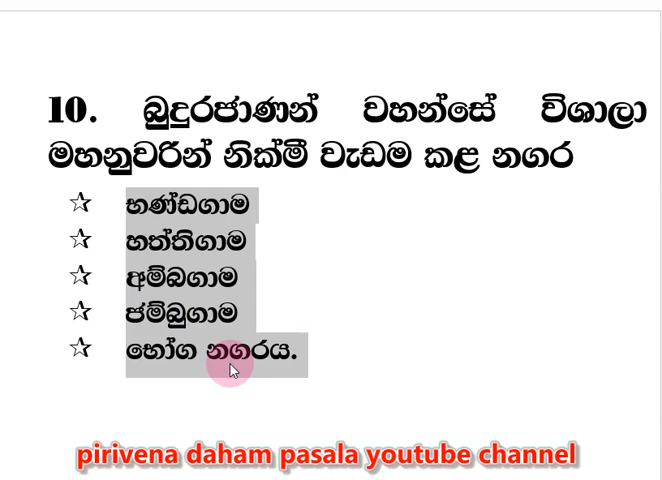 10. බුදුරජාණන් වහන්සේ විශාලා
මහනුවරින් නික්මී වැඩම කළ නගර
☆ භණ්ඩගාම
☆ හත්තිගාම
☆ අම්බගාම
☆ ජම්බුගාම
☆ භෝග නගරය.
pirivena daham pasala youtube channel